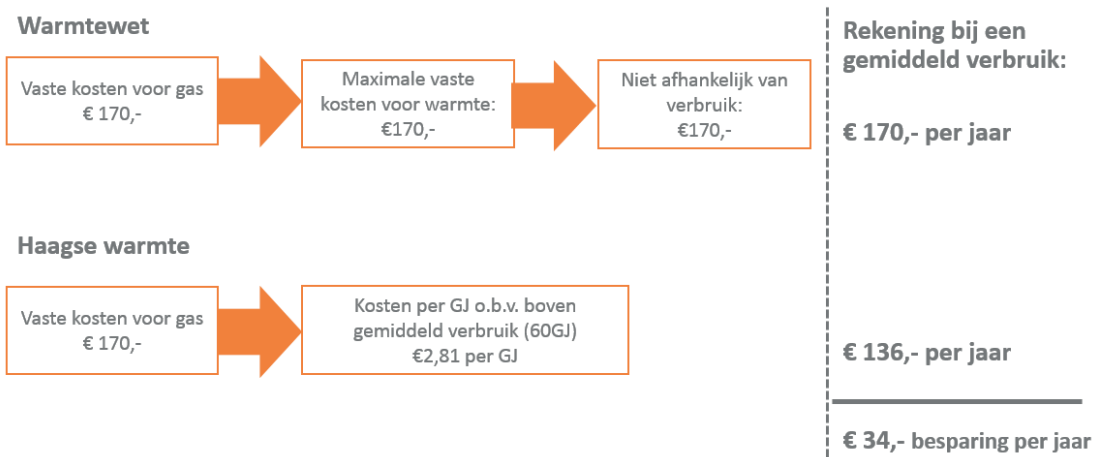 Warmtewet
Vaste kosten voor gas
€ 170,-
Maximale vaste
kosten voor warmte:
€170,-
Niet afhankelijk van
verbruik:
€170,-
Rekening bij een
gemiddeld verbruik:
€ 170,- per jaar
Haagse warmte
Vaste kosten voor gas
€ 170,-
Kosten per GJ o.b.v. boven
gemiddeld verbruik (60GJ)
€2,81 per GJ
€ 136,- per jaar
€ 34,- besparing per jaar